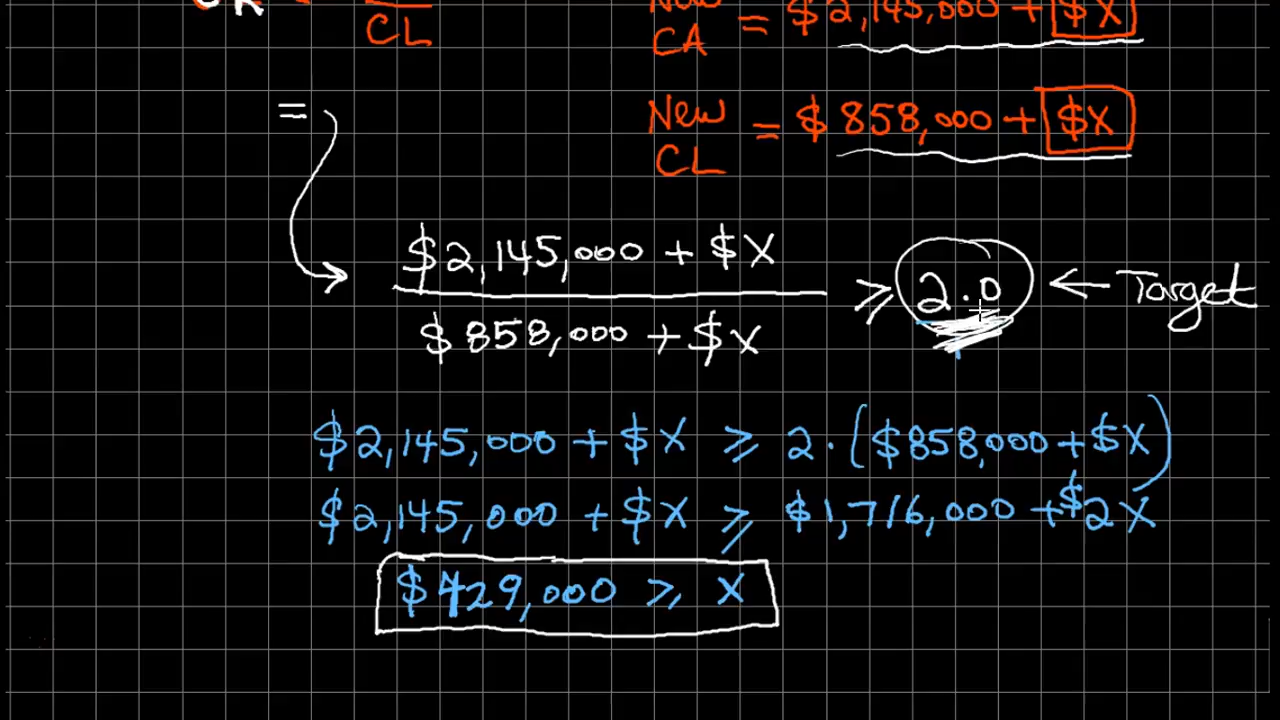 CR = CL
New CA = $2,145,000 + $X
New CL = $858,000 + $X
=
$2,145,000 + $X
$858,000 + $X
≥ 2.0 ← Target
$2,145,000 + $X ≥ 2·($858,000 + $X)
$2,145,000 + $X ≥ $1,716,000 + $2X
$429,000 ≥ X